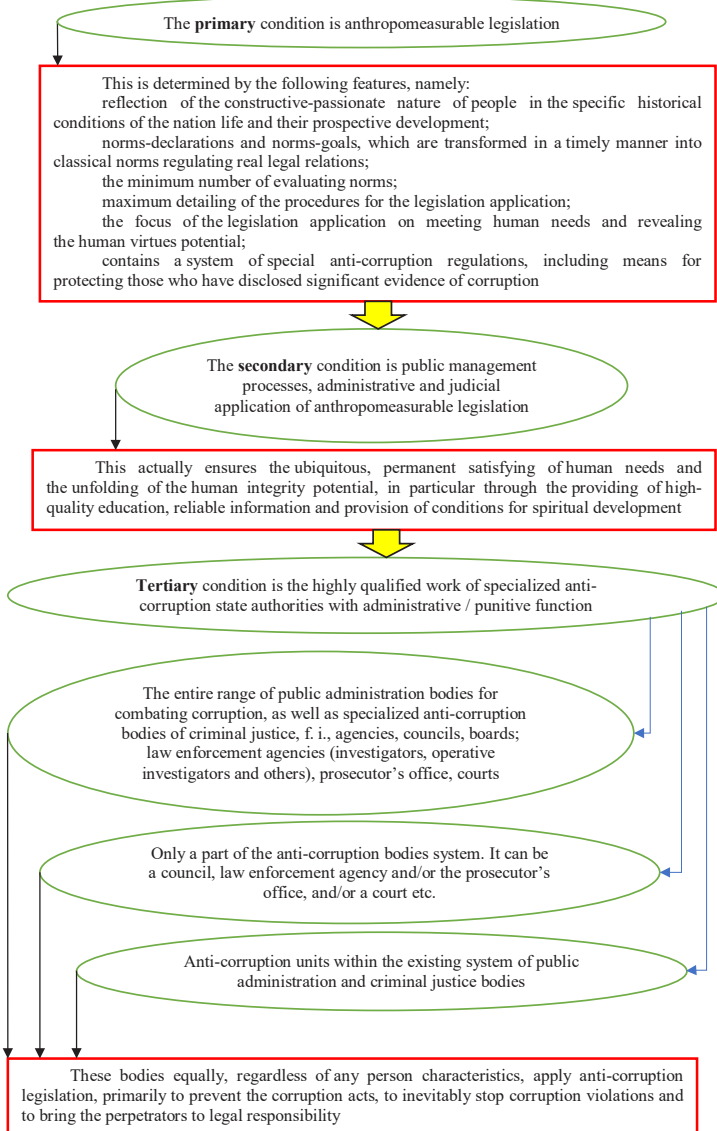 The primary condition is anthropomeasurable legislation
This is determined by the following features, namely:
reflection of the constructive-passionate nature of people in the specific historical
conditions of the nation life and their prospective development;
norms-declarations and norms-goals, which are transformed in a timely manner into
classical norms regulating real legal relations;
the minimum number of evaluating norms;
maximum detailing of the procedures for the legislation application;
the focus of the legislation application on meeting human needs and revealing
the human virtues potential;
contains a system of special anti-corruption regulations, including means for
protecting those who have disclosed significant evidence of corruption
The secondary condition is public management
processes, administrative and judicial
application of anthropomeasurable legislation
This actually ensures the ubiquitous, permanent satisfying of human needs and
the unfolding of the human integrity potential, in particular through the providing of high-
quality education, reliable information and provision of conditions for spiritual development
Tertiary condition is the highly qualified work of specialized anti-
corruption state authorities with administrative / punitive function
The entire range of public administration bodies for
combating corruption, as well as specialized anti-corruption
bodies of criminal justice, f. i., agencies, councils, boards;
law enforcement agencies (investigators, operative
investigators and others), prosecutor’s office, courts
Only a part of the anti-corruption bodies system. It can be
a council, law enforcement agency and/or the prosecutor’s
office, and/or a court etc.
Anti-corruption units within the existing system of public
administration and criminal justice bodies
These bodies equally, regardless of any person characteristics, apply anti-corruption
legislation, primarily to prevent the corruption acts, to inevitably stop corruption violations and
to bring the perpetrators to legal responsibility